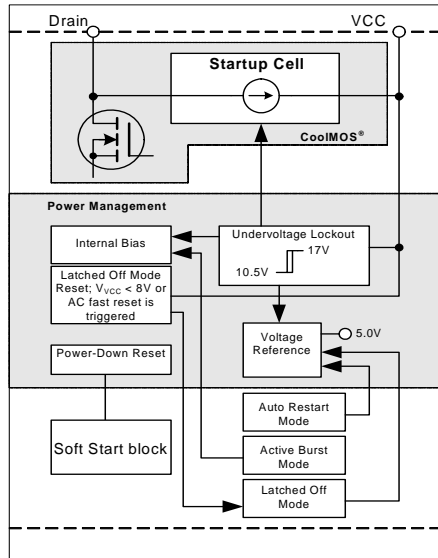 Drain
VCC
Startup Cell
CoolMOS®
Power Management
Internal Bias
Undervoltage Lockout
17V
10.5V
Latched Off Mode
Reset; VVCC < 8V or
AC fast reset is
triggered
Voltage
Reference
5.0V
Power-Down Reset
Auto Restart
Mode
Soft Start block
Active Burst
Mode
Latched Off
Mode